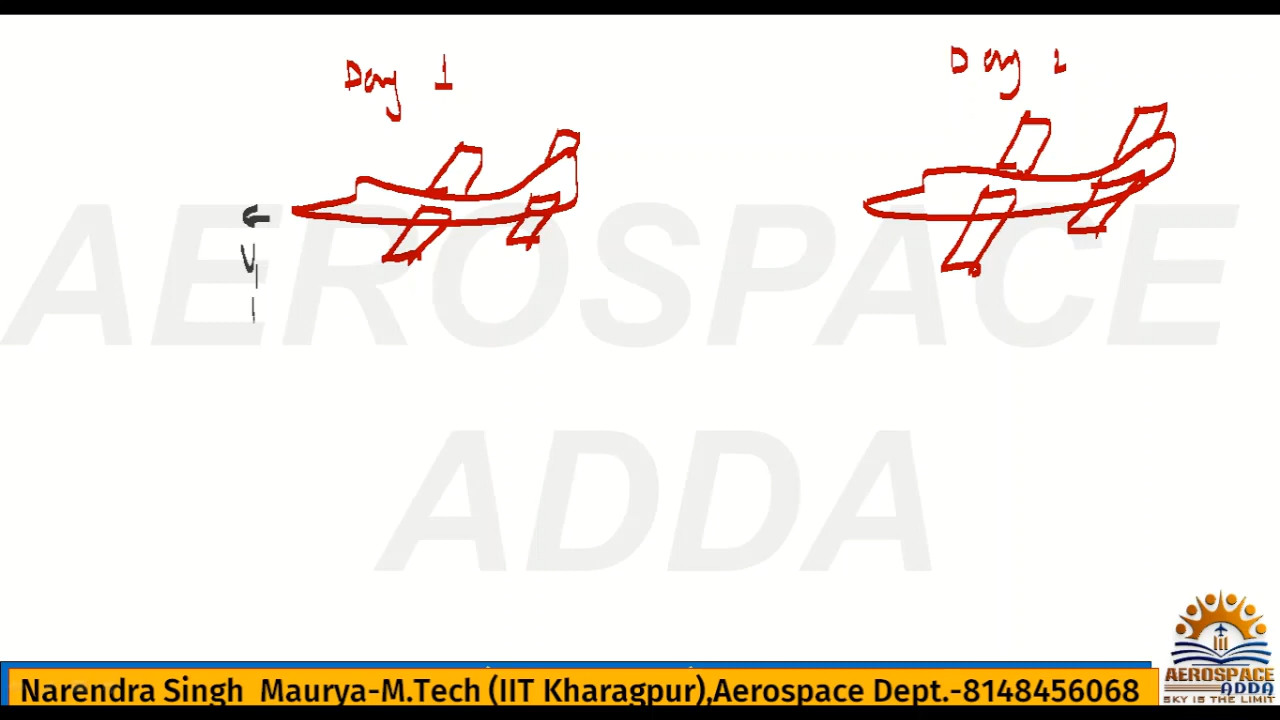 Day 1
Day 2
V1
AEROSPACE
ADDA
Narendra Singh Maurya-M.Tech (IIT Kharagpur),Aerospace Dept.-8148456068
AEROSPACE
ADDA
SKY IS THE LIMIT